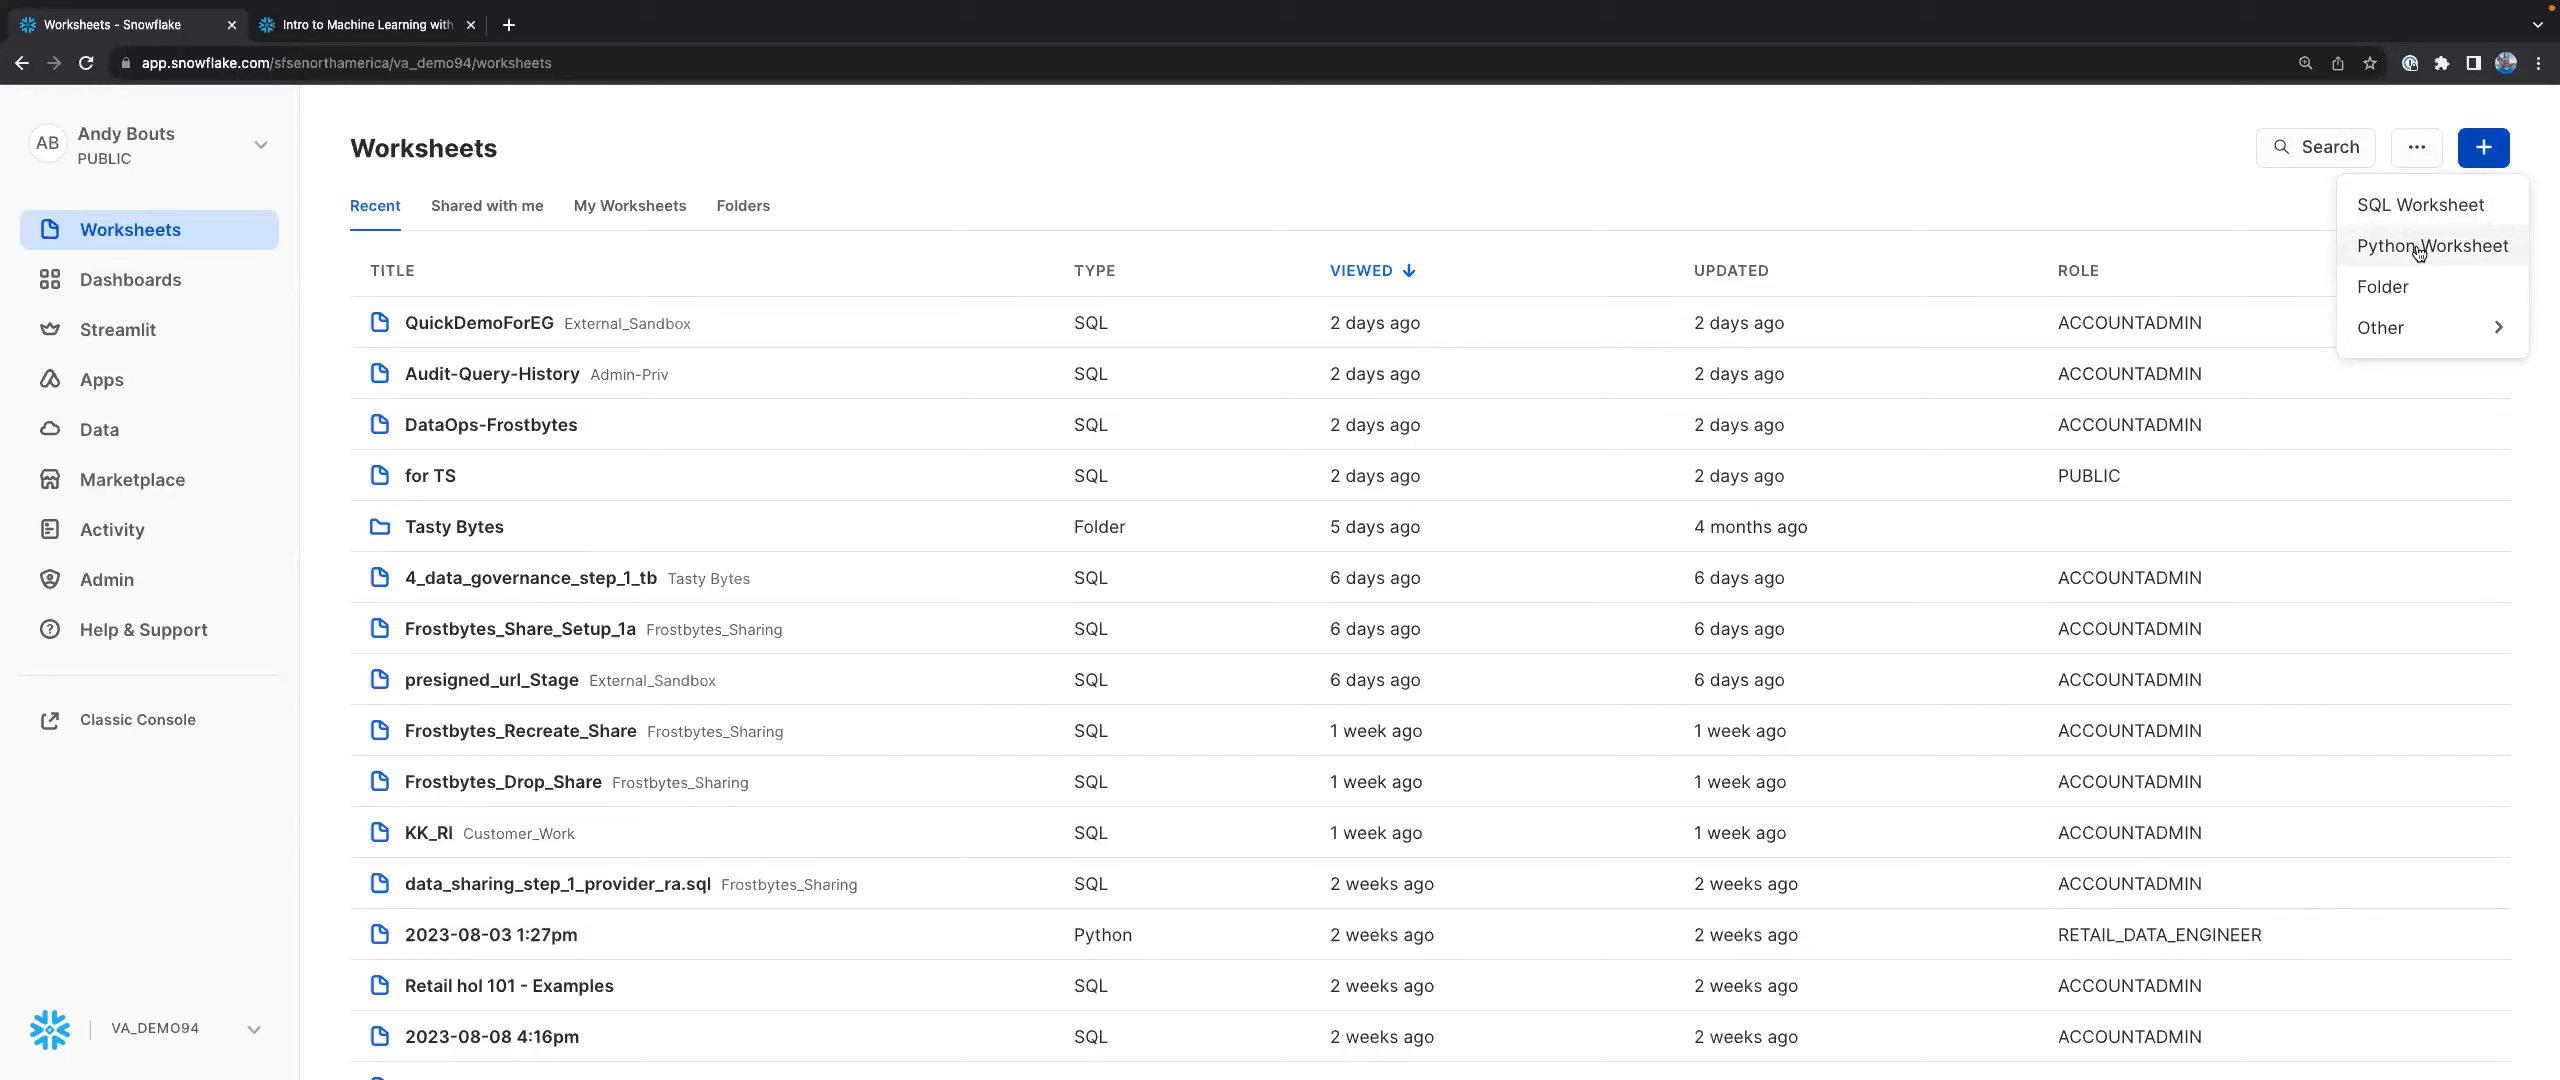 Worksheets - Snowflake
Intro to Machine Learning with
app.snowflake.com/sfsenorthamerica/va_demo94/worksheets
AB
Andy Bouts
PUBLIC
Worksheets
Dashboards
Streamlit
Apps
Data
Marketplace
Activity
Admin
Help & Support
Classic Console
VA_DEMO94
Worksheets
Search
SQL Worksheet
Python Worksheet
Folder
Other
Recent Shared with me My Worksheets Folders
TITLE TYPE VIEWED UPDATED ROLE
QuickDemoForEG External_Sandbox SQL 2 days ago 2 days ago ACCOUNTADMIN
Audit-Query-History Admin-Priv SQL 2 days ago 2 days ago ACCOUNTADMIN
DataOps-Frostbytes SQL 2 days ago 2 days ago ACCOUNTADMIN
for TS SQL 2 days ago 2 days ago PUBLIC
Tasty Bytes Folder 5 days ago 4 months ago
4_data_governance_step_1_tb Tasty Bytes SQL 6 days ago 6 days ago ACCOUNTADMIN
Frostbytes_Share_Setup_1a Frostbytes_Sharing SQL 6 days ago 6 days ago ACCOUNTADMIN
presigned_url_Stage External_Sandbox SQL 6 days ago 6 days ago ACCOUNTADMIN
Frostbytes_Recreate_Share Frostbytes_Sharing SQL 1 week ago 1 week ago ACCOUNTADMIN
Frostbytes_Drop_Share Frostbytes_Sharing SQL 1 week ago 1 week ago ACCOUNTADMIN
KK_RI Customer_Work SQL 1 week ago 1 week ago ACCOUNTADMIN
data_sharing_step_1_provider_ra.sql Frostbytes_Sharing SQL 2 weeks ago 2 weeks ago ACCOUNTADMIN
2023-08-03 1:27pm Python 2 weeks ago 2 weeks ago RETAIL_DATA_ENGINEER
Retail hol 101 - Examples SQL 2 weeks ago 2 weeks ago ACCOUNTADMIN
2023-08-08 4:16pm SQL 2 weeks ago 2 weeks ago ACCOUNTADMIN